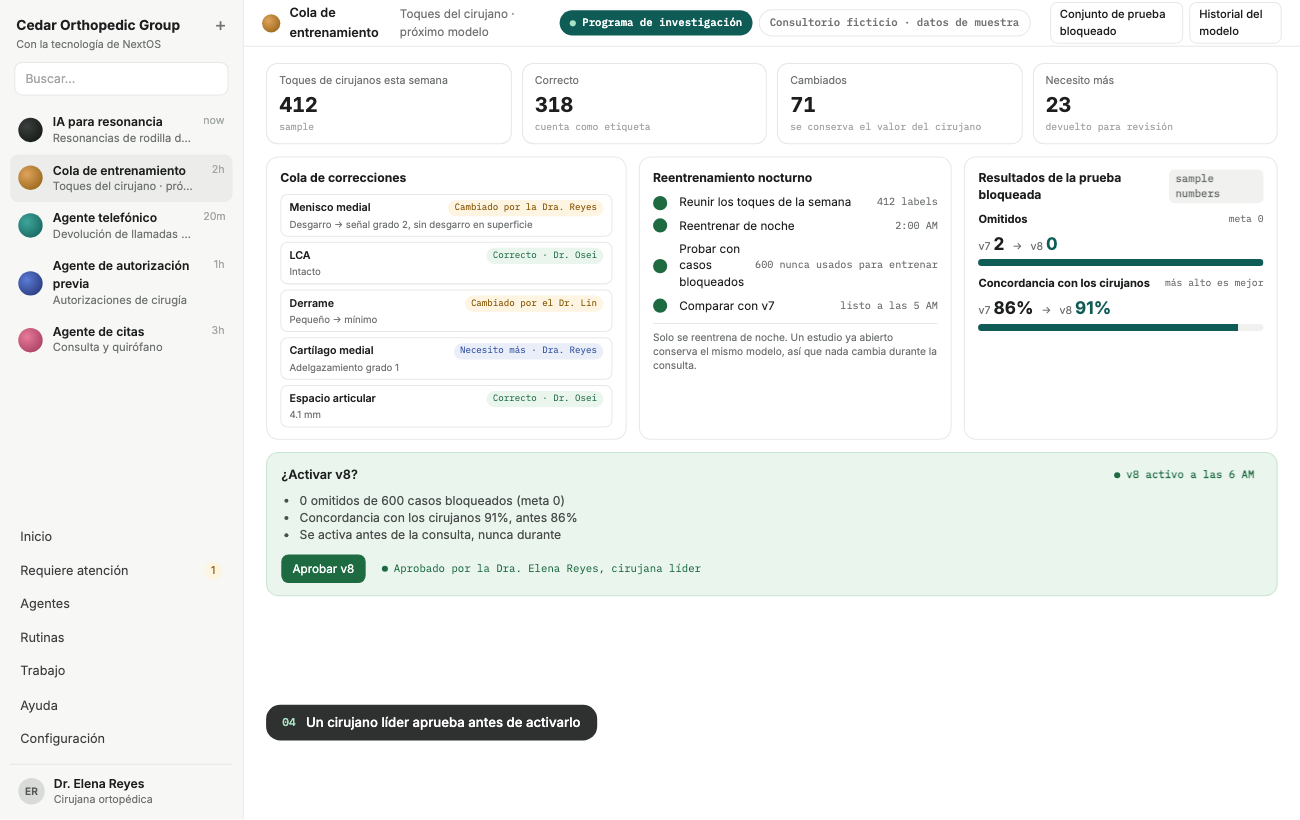 Cedar Orthopedic Group
+
Con la tecnología de NextOS
Buscar...
IA para resonancia
now
Resonancias de rodilla d...
Cola de entrenamiento
2h
Toques del cirujano · pró...
Agente telefónico
20m
Devolución de llamadas ...
Agente de autorización
previa
1h
Autorizaciones de cirugía
Agente de citas
3h
Consulta y quirófano
Inicio
Requiere atención
1
Agentes
Rutinas
Trabajo
Ayuda
Configuración
ER
Dr. Elena Reyes
Cirujana ortopédica
Cola de
entrenamiento
Toques del cirujano ·
próximo modelo
Programa de investigación
Consultorio ficticio · datos de muestra
Conjunto de prueba
bloqueado
Historial del
modelo
Toques de cirujanos esta semana
412
sample
Correcto
318
cuenta como etiqueta
Cambiados
71
se conserva el valor del cirujano
Necesito más
23
devuelto para revisión
Cola de correcciones
Menisco medial
Cambiado por la Dra. Reyes
Desgarro → señal grado 2, sin desgarro en superficie
LCA
Correcto · Dr. Osei
Intacto
Derrame
Cambiado por el Dr. Lin
Pequeño → mínimo
Cartílago medial
Necesito más · Dra. Reyes
Adelgazamiento grado 1
Espacio articular
Correcto · Dr. Osei
4.1 mm
Reentrenamiento nocturno
Reunir los toques de la semana
412 labels
Reentrenar de noche
2:00 AM
Probar con
casos
bloqueados
600 nunca usados para entrenar
Comparar con v7
listo a las 5 AM
Solo se reentrena de noche. Un estudio ya abierto
conserva el mismo modelo, así que nada cambia durante la
consulta.
Resultados de la prueba
bloqueada
sample
numbers
Omitidos
meta 0
v7 2 → v8 0
Concordancia con los cirujanos
más alto es mejor
v7 86% → v8 91%
¿Activar v8?
v8 activo a las 6 AM
• 0 omitidos de 600 casos bloqueados (meta 0)
• Concordancia con los cirujanos 91%, antes 86%
• Se activa antes de la consulta, nunca durante
Aprobar v8
Aprobado por la Dra. Elena Reyes, cirujana líder
04 Un cirujano líder aprueba antes de activarlo